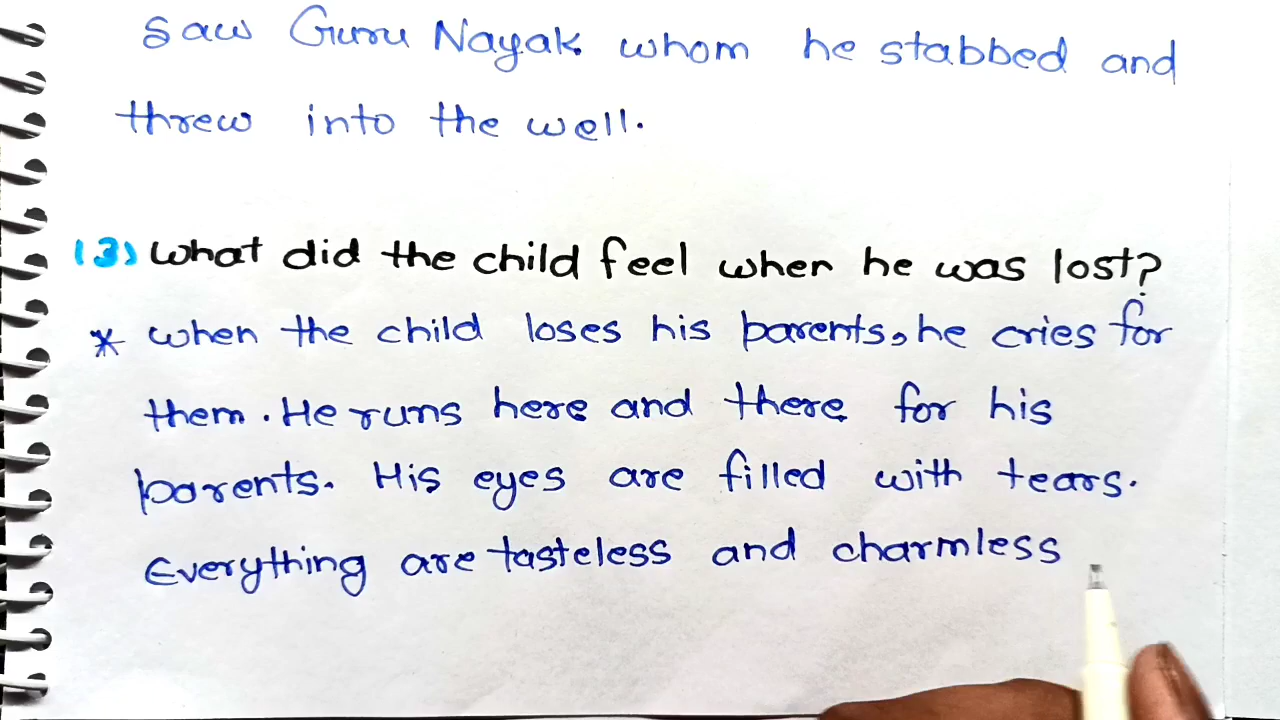 saw Guru Nayak whom he stabbed and
threw into the well.
(3) What did the child feel when he was lost?
* when the child loses his parents, he cries for
them. He runs here and there for his
parents. His eyes are filled with tears.
Everything are tasteless and charmless